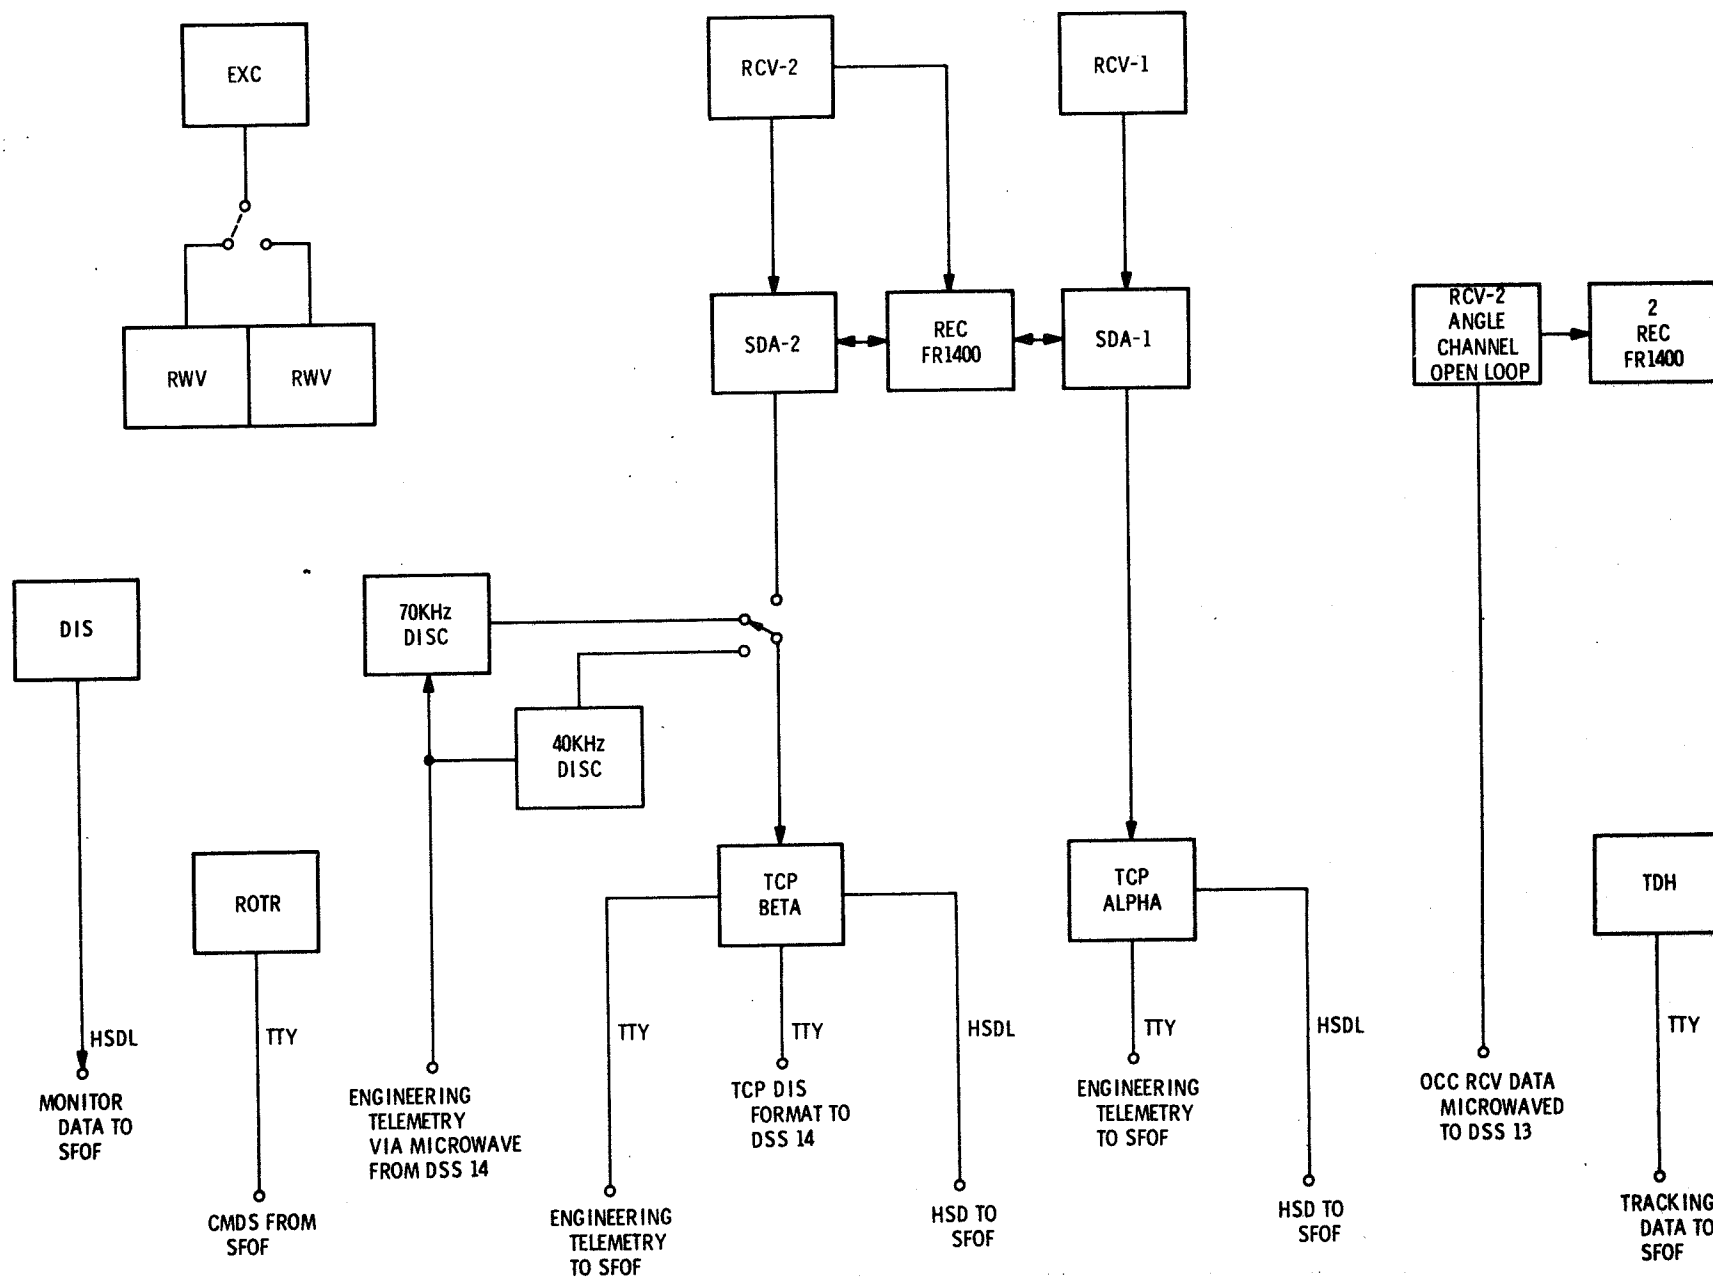 EXC
RCV-2
RCV-1
RWV
RWV
SDA-2
REC
FR1400
SDA-1
RCV-2
ANGLE
CHANNEL
OPEN LOOP
2
REC
FR1400
DIS
70KHz
DISC
40KHz
DISC
ROTR
TCP
BETA
TCP
ALPHA
TDH
HSDL
TTY
TTY
TTY
HSDL
TTY
HSDL
TTY
MONITOR
DATA TO
SFOF
CMDS FROM
SFOF
ENGINEERING
TELEMETRY
VIA MICROWAVE
FROM DSS 14
ENGINEERING
TELEMETRY
TO SFOF
TCP DIS
FORMAT TO
DSS 14
HSD TO
SFOF
ENGINEERING
TELEMETRY
TO SFOF
HSD TO
SFOF
OCC RCV DATA
MICROWAVED
TO DSS 13
TRACKING
DATA TO
SFOF